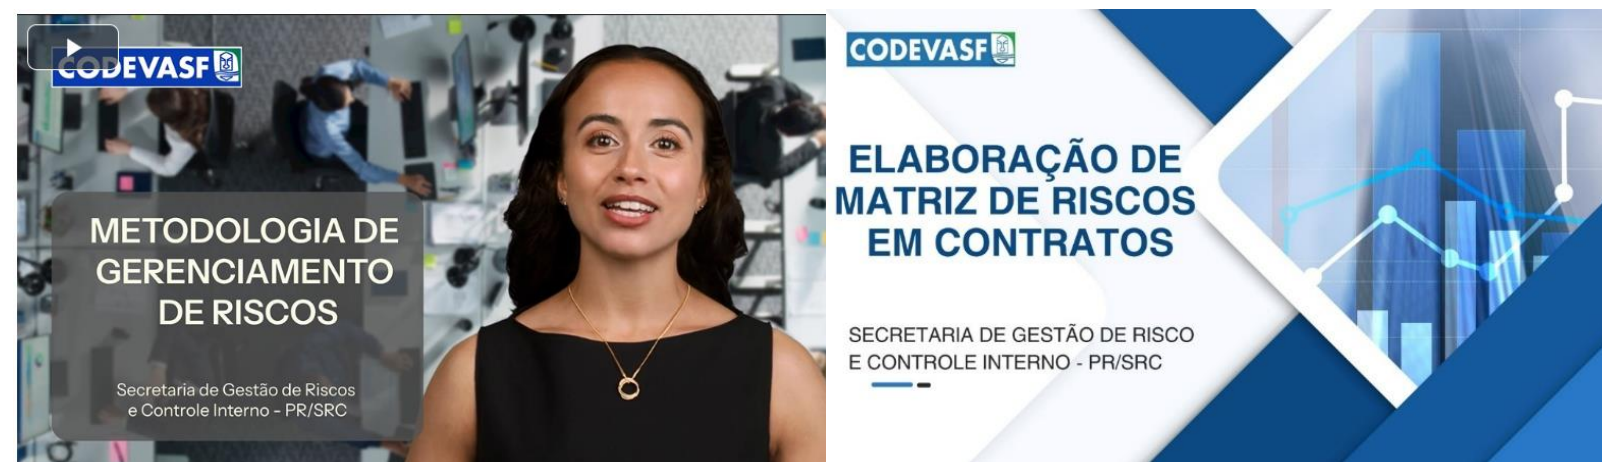 CODEVASF
METODOLOGIA DE
GERENCIAMENTO
DE RISCOS
Secretaria de Gestão de Riscos
e Controle Interno - PR/SRC
CODEVASF
ELABORAÇÃO DE
MATRIZ DE RISCOS
EM CONTRATOS
SECRETARIA DE GESTÃO DE RISCO
E CONTROLE INTERNO - PR/SRC